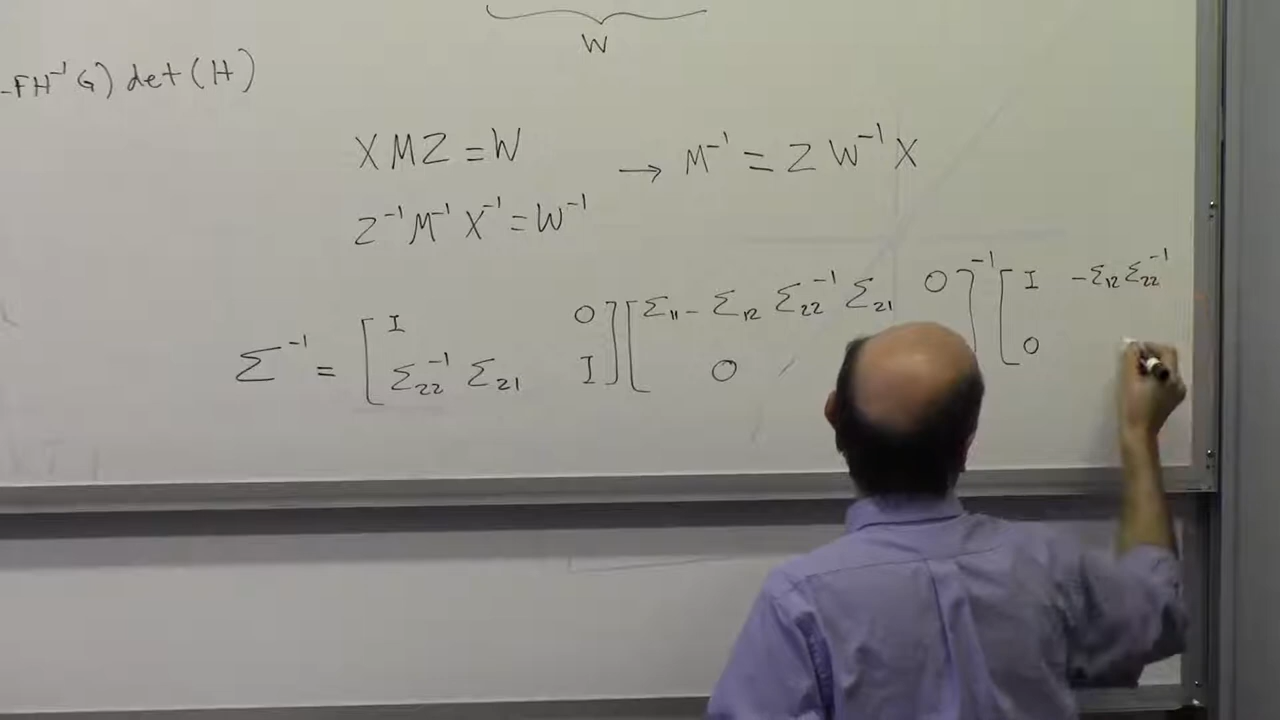 W
-FH⁻¹G) det(H)
XMZ = W → M⁻¹ = Z W⁻¹ X
Z⁻¹ M⁻¹ X⁻¹ = W⁻¹
Σ⁻¹ = [ I 0 ] [ Σ₁₁ - Σ₁₂ Σ₂₂⁻¹ Σ₂₁ 0 ]⁻¹ [ I -Σ₁₂ Σ₂₂⁻¹
Σ₂₂⁻¹ Σ₂₁ I 0 0